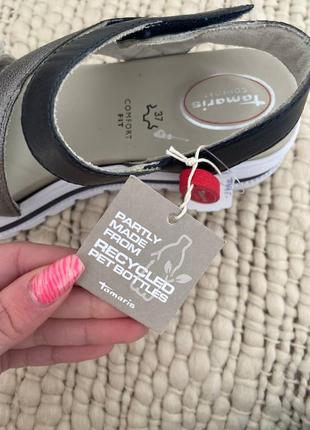 tamaris
COMFORT
37
COMFORT
FIT
PARTLY
MADE
FROM
RECYCLED
PET BOTTLES
tamaris